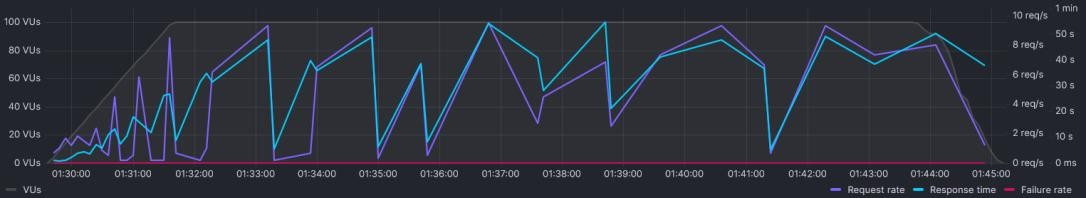 1 min
100 VUs 10 req/s
50 s
80 VUs 8 req/s
40 s
60 VUs 6 req/s
30 s
40 VUs 4 req/s
20 s
20 VUs 2 req/s
10 s
0 VUs 0 req/s 0 ms
01:30:00 01:31:00 01:32:00 01:33:00 01:34:00 01:35:00 01:36:00 01:37:00 01:38:00 01:39:00 01:40:00 01:41:00 01:42:00 01:43:00 01:44:00 01:45:00
VUs Request rate Response time Failure rate